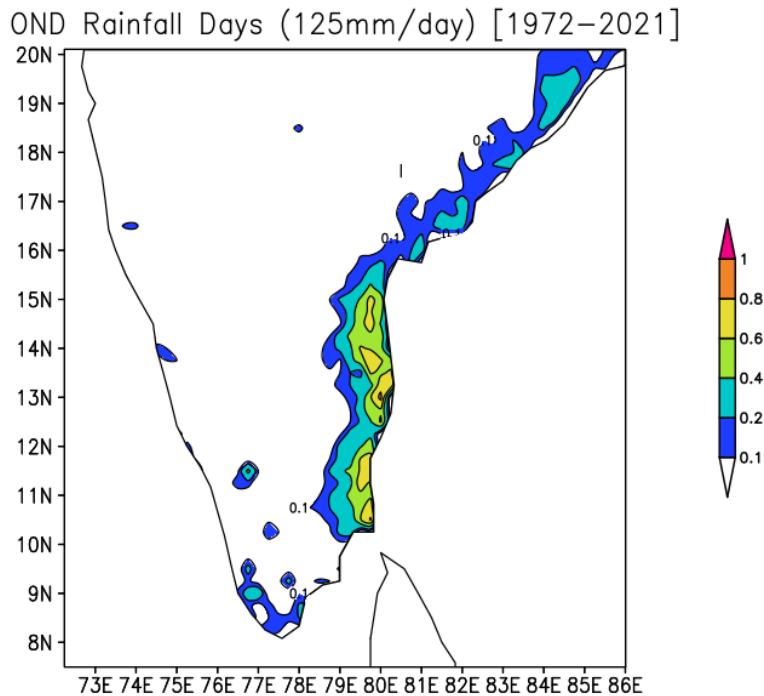 OND Rainfall Days (125mm/day) [1972-2021]
20N
19N
18N
17N
16N
15N
14N
13N
12N
11N
10N
9N
8N
0.1
0.1
0.1
0.1
0.1
1
0.8
0.6
0.4
0.2
0.1
73E 74E 75E 76E 77E 78E 79E 80E 81E 82E 83E 84E 85E 86E